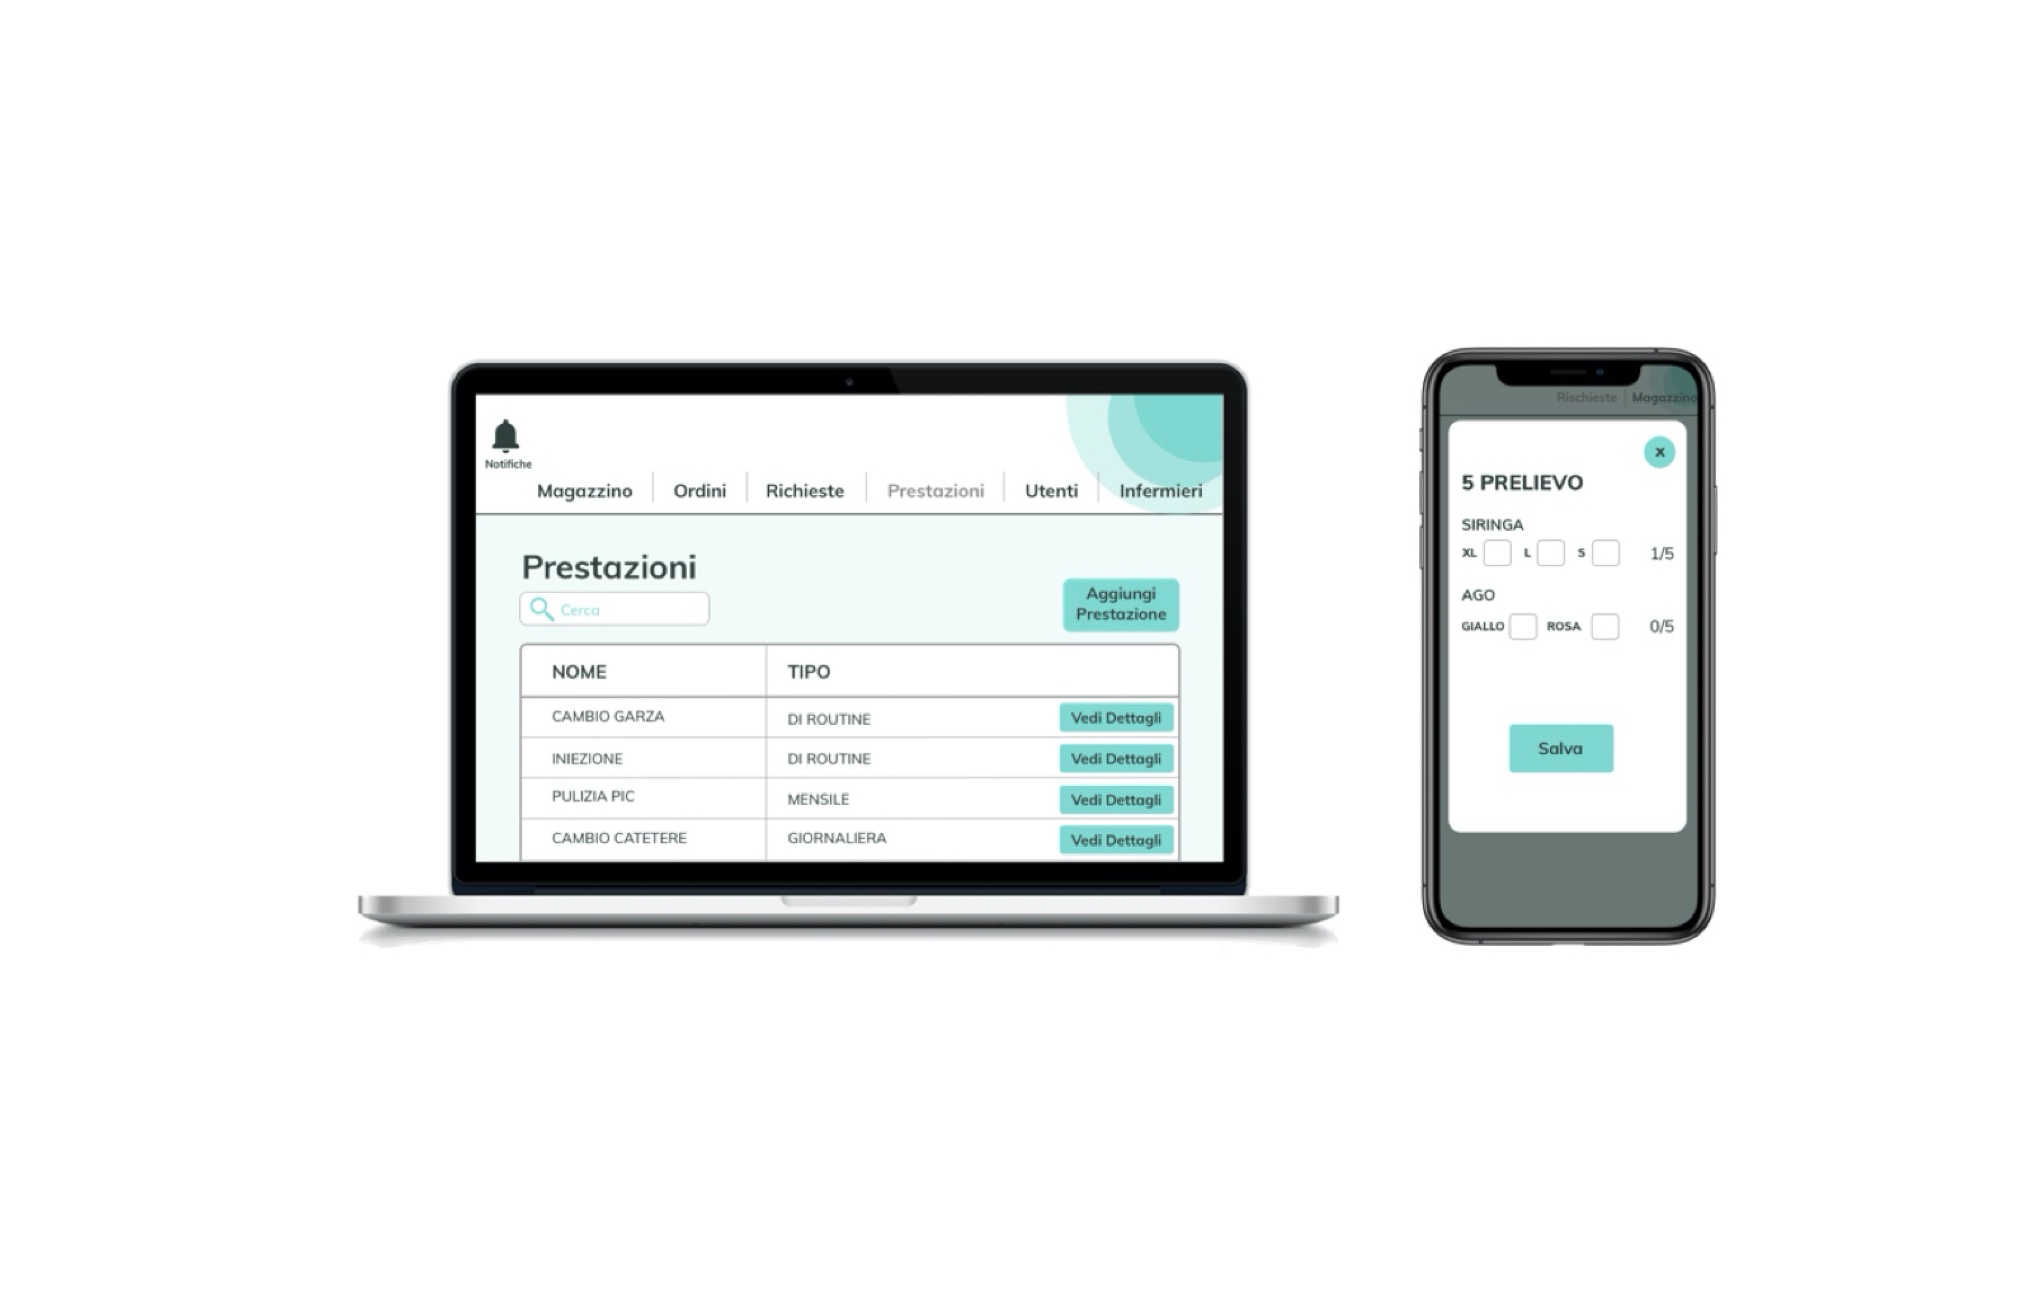 Notifiche
Magazzino Ordini Richieste Prestazioni Utenti Infermieri
Prestazioni
Cerca
Aggiungi
Prestazione
NOME TIPO
CAMBIO GARZA DI ROUTINE Vedi Dettagli
INIEZIONE DI ROUTINE Vedi Dettagli
PULIZIA PIC MENSILE Vedi Dettagli
CAMBIO CATETERE GIORNALIERA Vedi Dettagli
Rischieste Magazzino
x
5 PRELIEVO
SIRINGA
XL L S 1/5
AGO
GIALLO ROSA 0/5
Salva